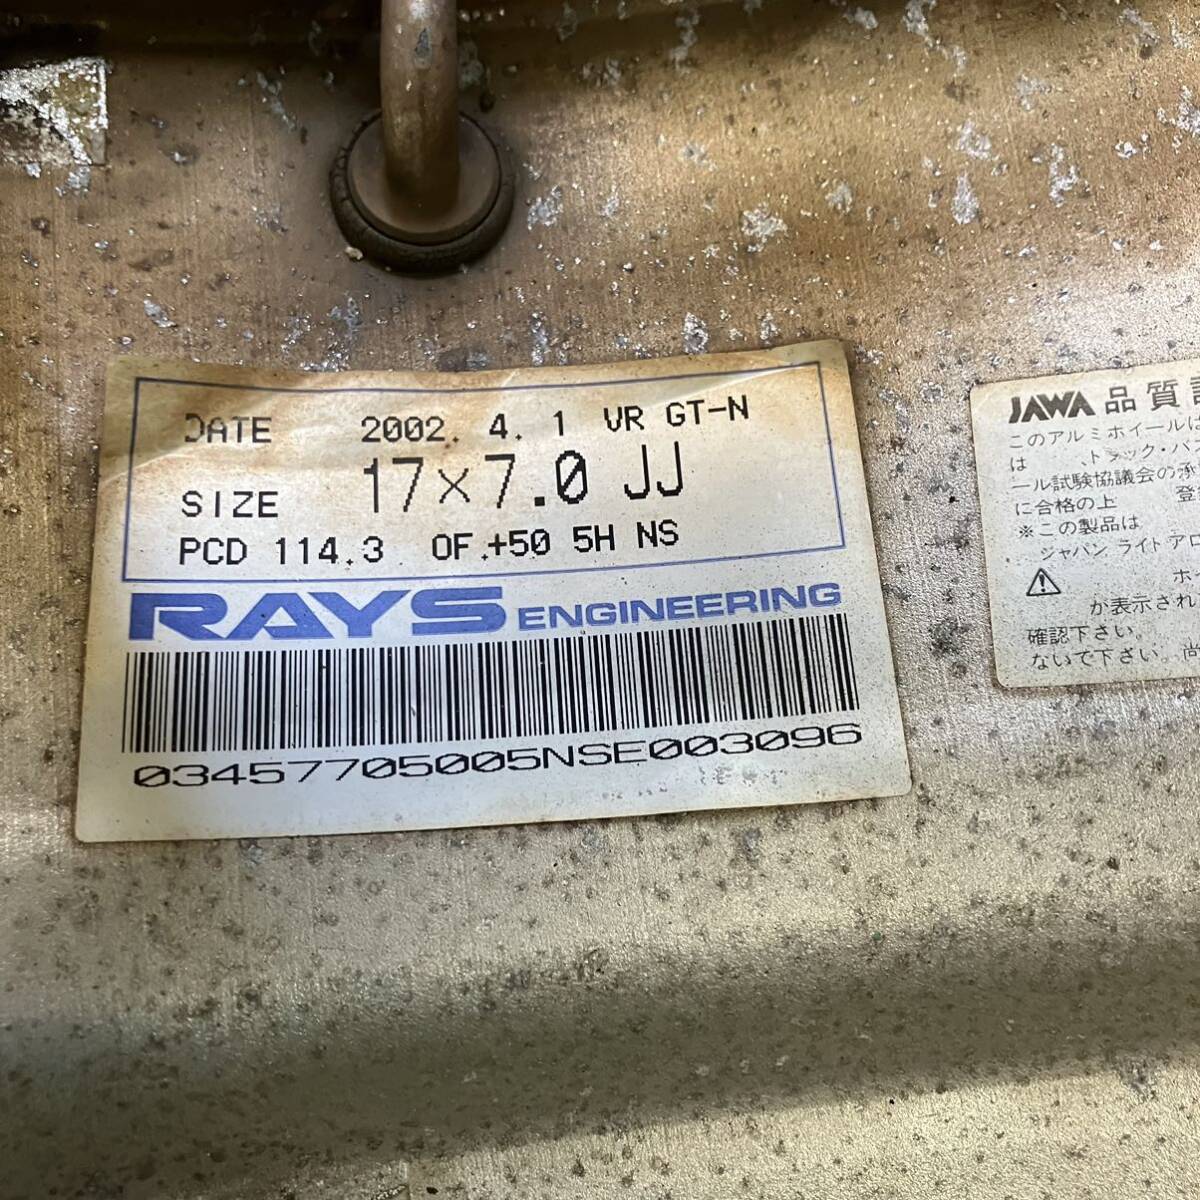 DATE 2002. 4. 1 VR GT-N
SIZE 17×7.0 JJ
PCD 114.3 OF.+50 5H NS
RAYS ENGINEERING
03457705005NSE003096
JAWA 品質
このアルミホイールは
は 、トラック・バ
ール試験協議会の承
に合格の上 登
※この製品は
ジャパン ライト アロ
ホ
が表示され
確認下さい。
ないで下さい。尚